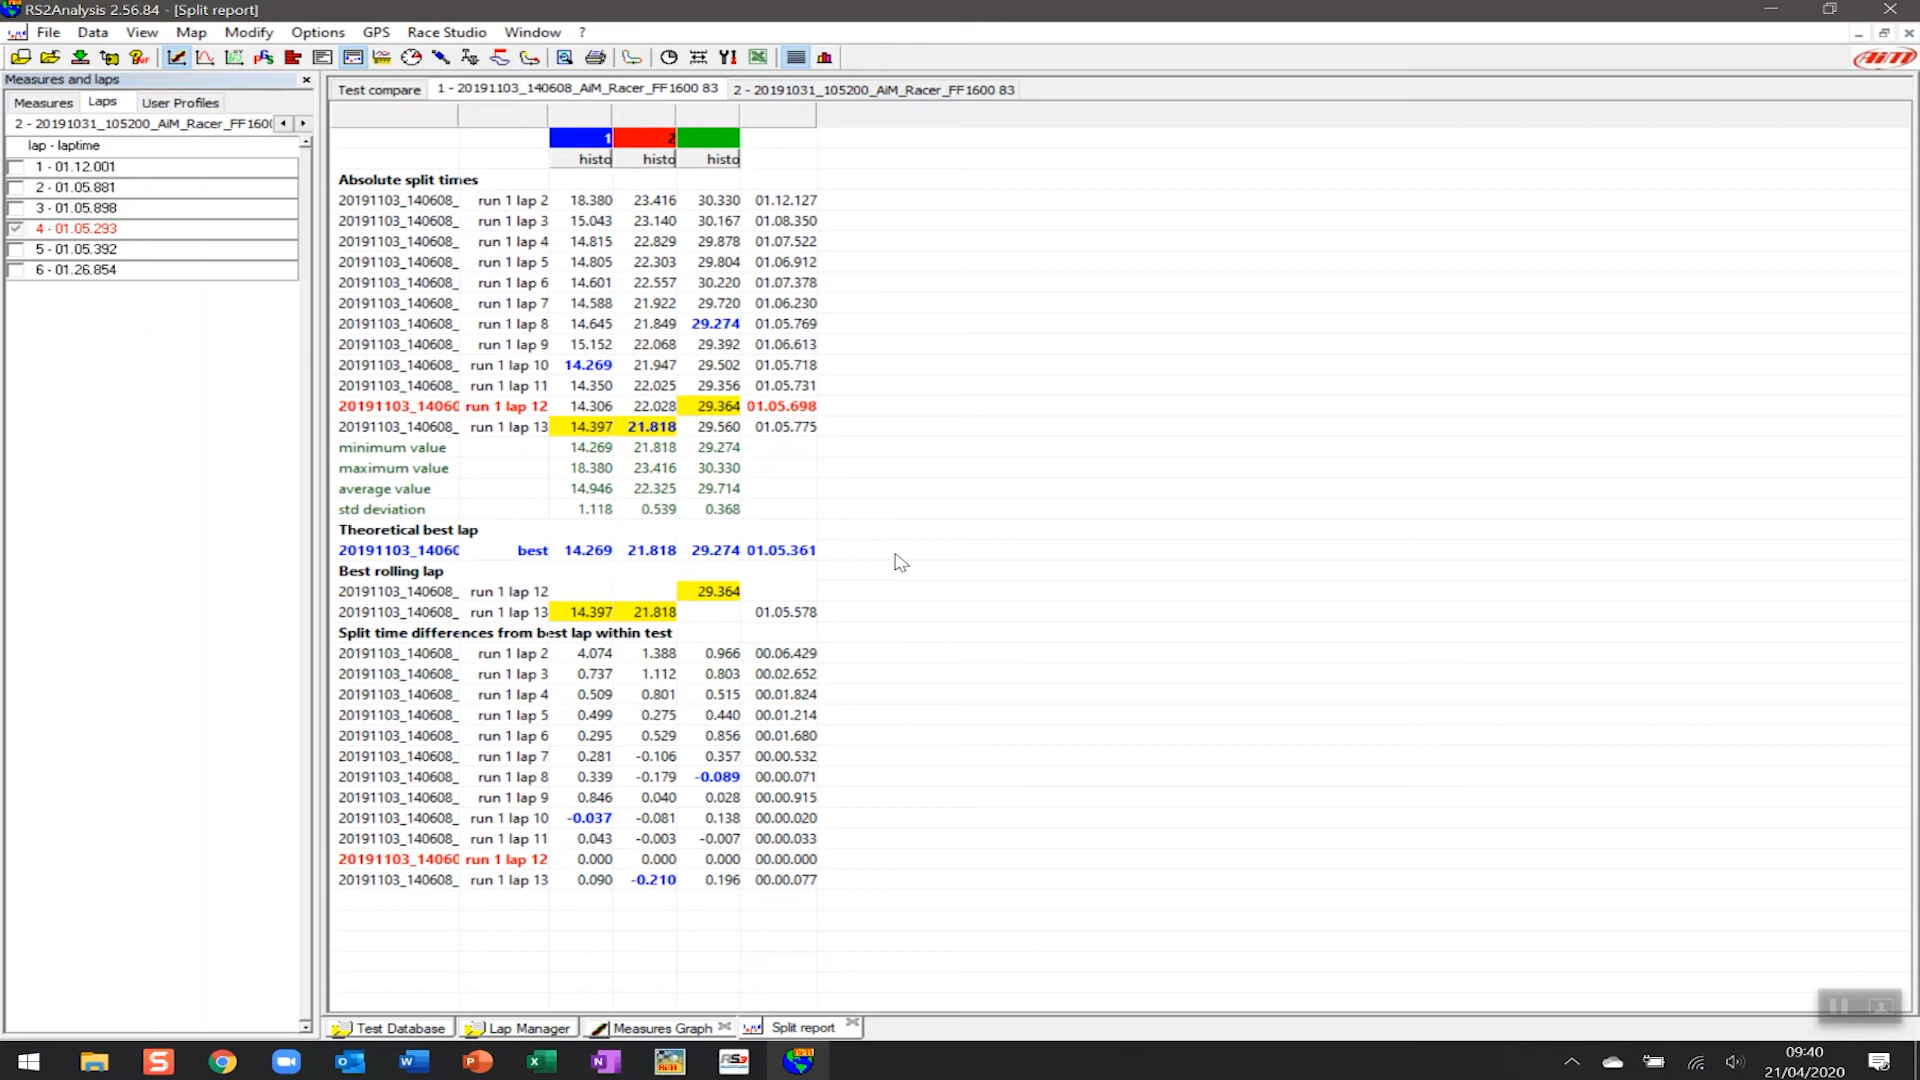 RS2Analysis 2.56.84 - [Split report]
File Data View Map Modify Options GPS Race Studio Window ?
Measures and laps
Measures Laps User Profiles
2 - 20191031_105200_AiM_Racer_FF160(
lap - laptime
1 - 01.12.001
2 - 01.05.881
3 - 01.05.898
4 - 01.05.293
5 - 01.05.392
6 - 01.26.854
Test compare 1 - 20191103_140608_AiM_Racer_FF1600 83 2 - 20191031_105200_AiM_Racer_FF1600 83
1 2
histo histo histo
Absolute split times
20191103_140608_ run 1 lap 2 18.380 23.416 30.330 01.12.127
20191103_140608_ run 1 lap 3 15.043 23.140 30.167 01.08.350
20191103_140608_ run 1 lap 4 14.815 22.829 29.878 01.07.522
20191103_140608_ run 1 lap 5 14.805 22.303 29.804 01.06.912
20191103_140608_ run 1 lap 6 14.601 22.557 30.220 01.07.378
20191103_140608_ run 1 lap 7 14.588 21.922 29.720 01.06.230
20191103_140608_ run 1 lap 8 14.645 21.849 29.274 01.05.769
20191103_140608_ run 1 lap 9 15.152 22.068 29.392 01.06.613
20191103_140608_ run 1 lap 10 14.269 21.947 29.502 01.05.718
20191103_140608_ run 1 lap 11 14.350 22.025 29.356 01.05.731
20191103_1406( run 1 lap 12 14.306 22.028 29.364 01.05.698
20191103_140608_ run 1 lap 13 14.397 21.818 29.560 01.05.775
minimum value 14.269 21.818 29.274
maximum value 18.380 23.416 30.330
average value 14.946 22.325 29.714
std deviation 1.118 0.539 0.368
Theoretical best lap
20191103_1406( best 14.269 21.818 29.274 01.05.361
Best rolling lap
20191103_140608_ run 1 lap 12 29.364
20191103_140608_ run 1 lap 13 14.397 21.818 01.05.578
Split time differences from best lap within test
20191103_140608_ run 1 lap 2 4.074 1.388 0.966 00.06.429
20191103_140608_ run 1 lap 3 0.737 1.112 0.803 00.02.652
20191103_140608_ run 1 lap 4 0.509 0.801 0.515 00.01.824
20191103_140608_ run 1 lap 5 0.499 0.275 0.440 00.01.214
20191103_140608_ run 1 lap 6 0.295 0.529 0.856 00.01.680
20191103_140608_ run 1 lap 7 0.281 -0.106 0.357 00.00.532
20191103_140608_ run 1 lap 8 0.339 -0.179 -0.089 00.00.071
20191103_140608_ run 1 lap 9 0.846 0.040 0.028 00.00.915
20191103_140608_ run 1 lap 10 -0.037 -0.081 0.138 00.00.020
20191103_140608_ run 1 lap 11 0.043 -0.003 -0.007 00.00.033
20191103_1406( run 1 lap 12 0.000 0.000 0.000 00.00.000
20191103_140608_ run 1 lap 13 0.090 -0.210 0.196 00.00.077
Test Database Lap Manager Measures Graph Split report
09:40
21/04/2020